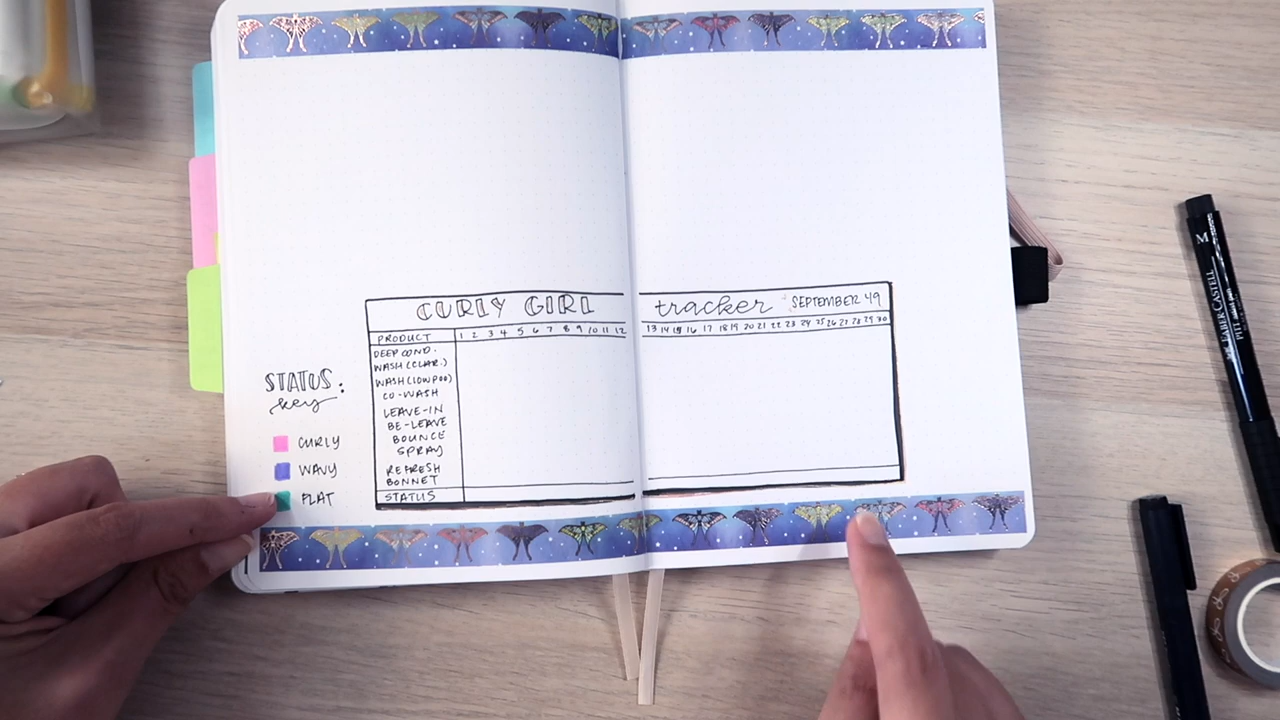 CURLY GIRL tracker SEPTEMBER '19
PRODUCT 1 2 3 4 5 6 7 8 9 10 11 12 13 14 15 16 17 18 19 20 21 22 23 24 25 26 27 28 29 30
DEEP COND.
WASH (CLAR.)
WASH (LOW POO)
CO-WASH
LEAVE-IN
BE-LEAVE
BOUNCE
SPRAY
REFRESH
BONNET
STATUS
STATUS:
key
CURLY
WAVY
FLAT
M
FABER CASTELL
PITT